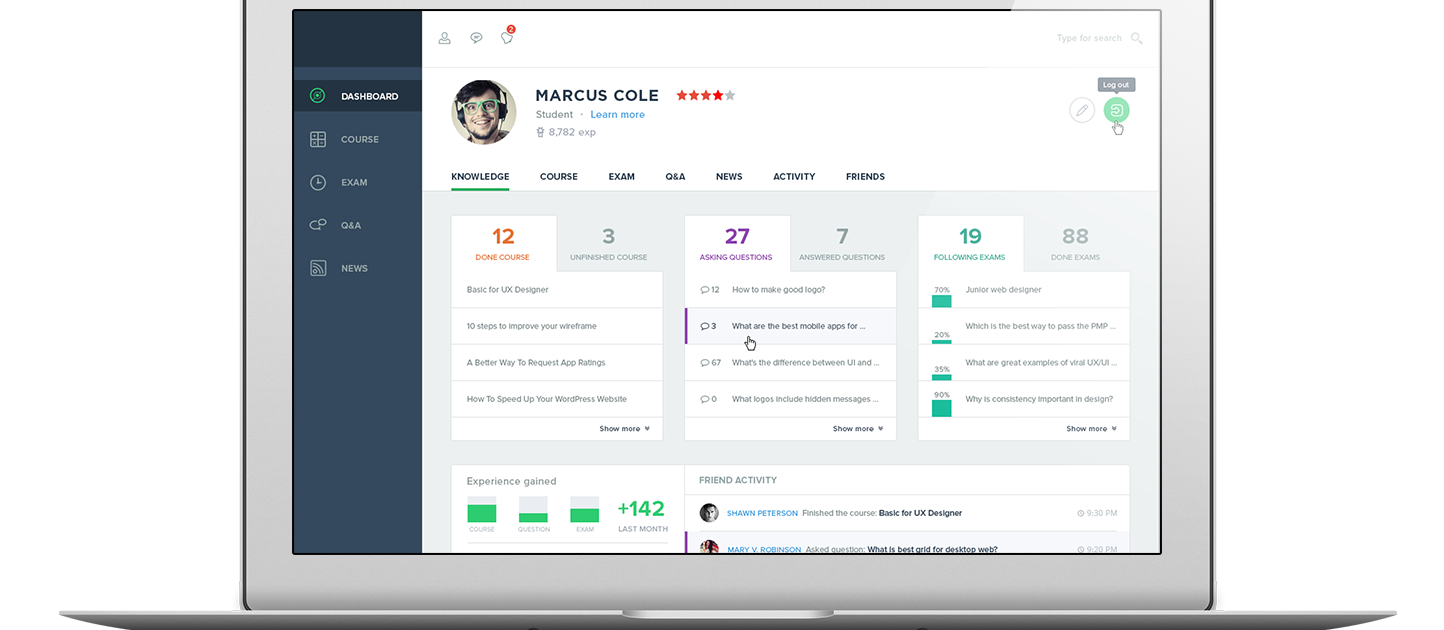 2
Type for search
Log out
MARCUS COLE
Student · Learn more
8,782 exp
DASHBOARD
COURSE
EXAM
Q&A
NEWS
KNOWLEDGE COURSE EXAM Q&A NEWS ACTIVITY FRIENDS
12
DONE COURSE
3
UNFINISHED COURSE
Basic for UX Designer
10 steps to improve your wireframe
A Better Way To Request App Ratings
How To Speed Up Your WordPress Website
Show more
27
ASKING QUESTIONS
7
ANSWERED QUESTIONS
12 How to make good logo?
3 What are the best mobile apps for ...
67 What's the difference between UI and ...
0 What logos include hidden messages ...
Show more
19
FOLLOWING EXAMS
88
DONE EXAMS
70% Junior web designer
20% Which is the best way to pass the PMP ...
35% What are great examples of viral UX/UI ...
90% Why is consistency important in design?
Show more
Experience gained
COURSE QUESTION EXAM
+142
LAST MONTH
FRIEND ACTIVITY
SHAWN PETERSON Finished the course: Basic for UX Designer 9:30 PM
MARY V. ROBINSON Asked question: What is best grid for desktop web? 9:20 PM